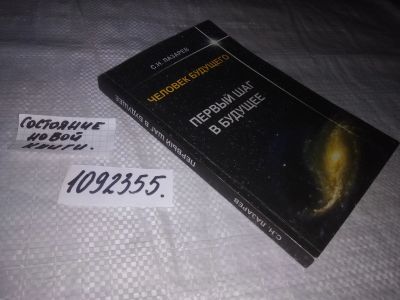 С.Н. ЛАЗАРЕВ
ЧЕЛОВЕК БУДУЩЕГО
ПЕРВЫЙ ШАГ
В БУДУЩЕЕ
ПЕРВЫЙ ШАГ В БУДУЩЕЕ
С.Н. ЛАЗАРЕВ
СОСТОЯНИЕ
НОВОЙ
КНИГИ.
1092355.